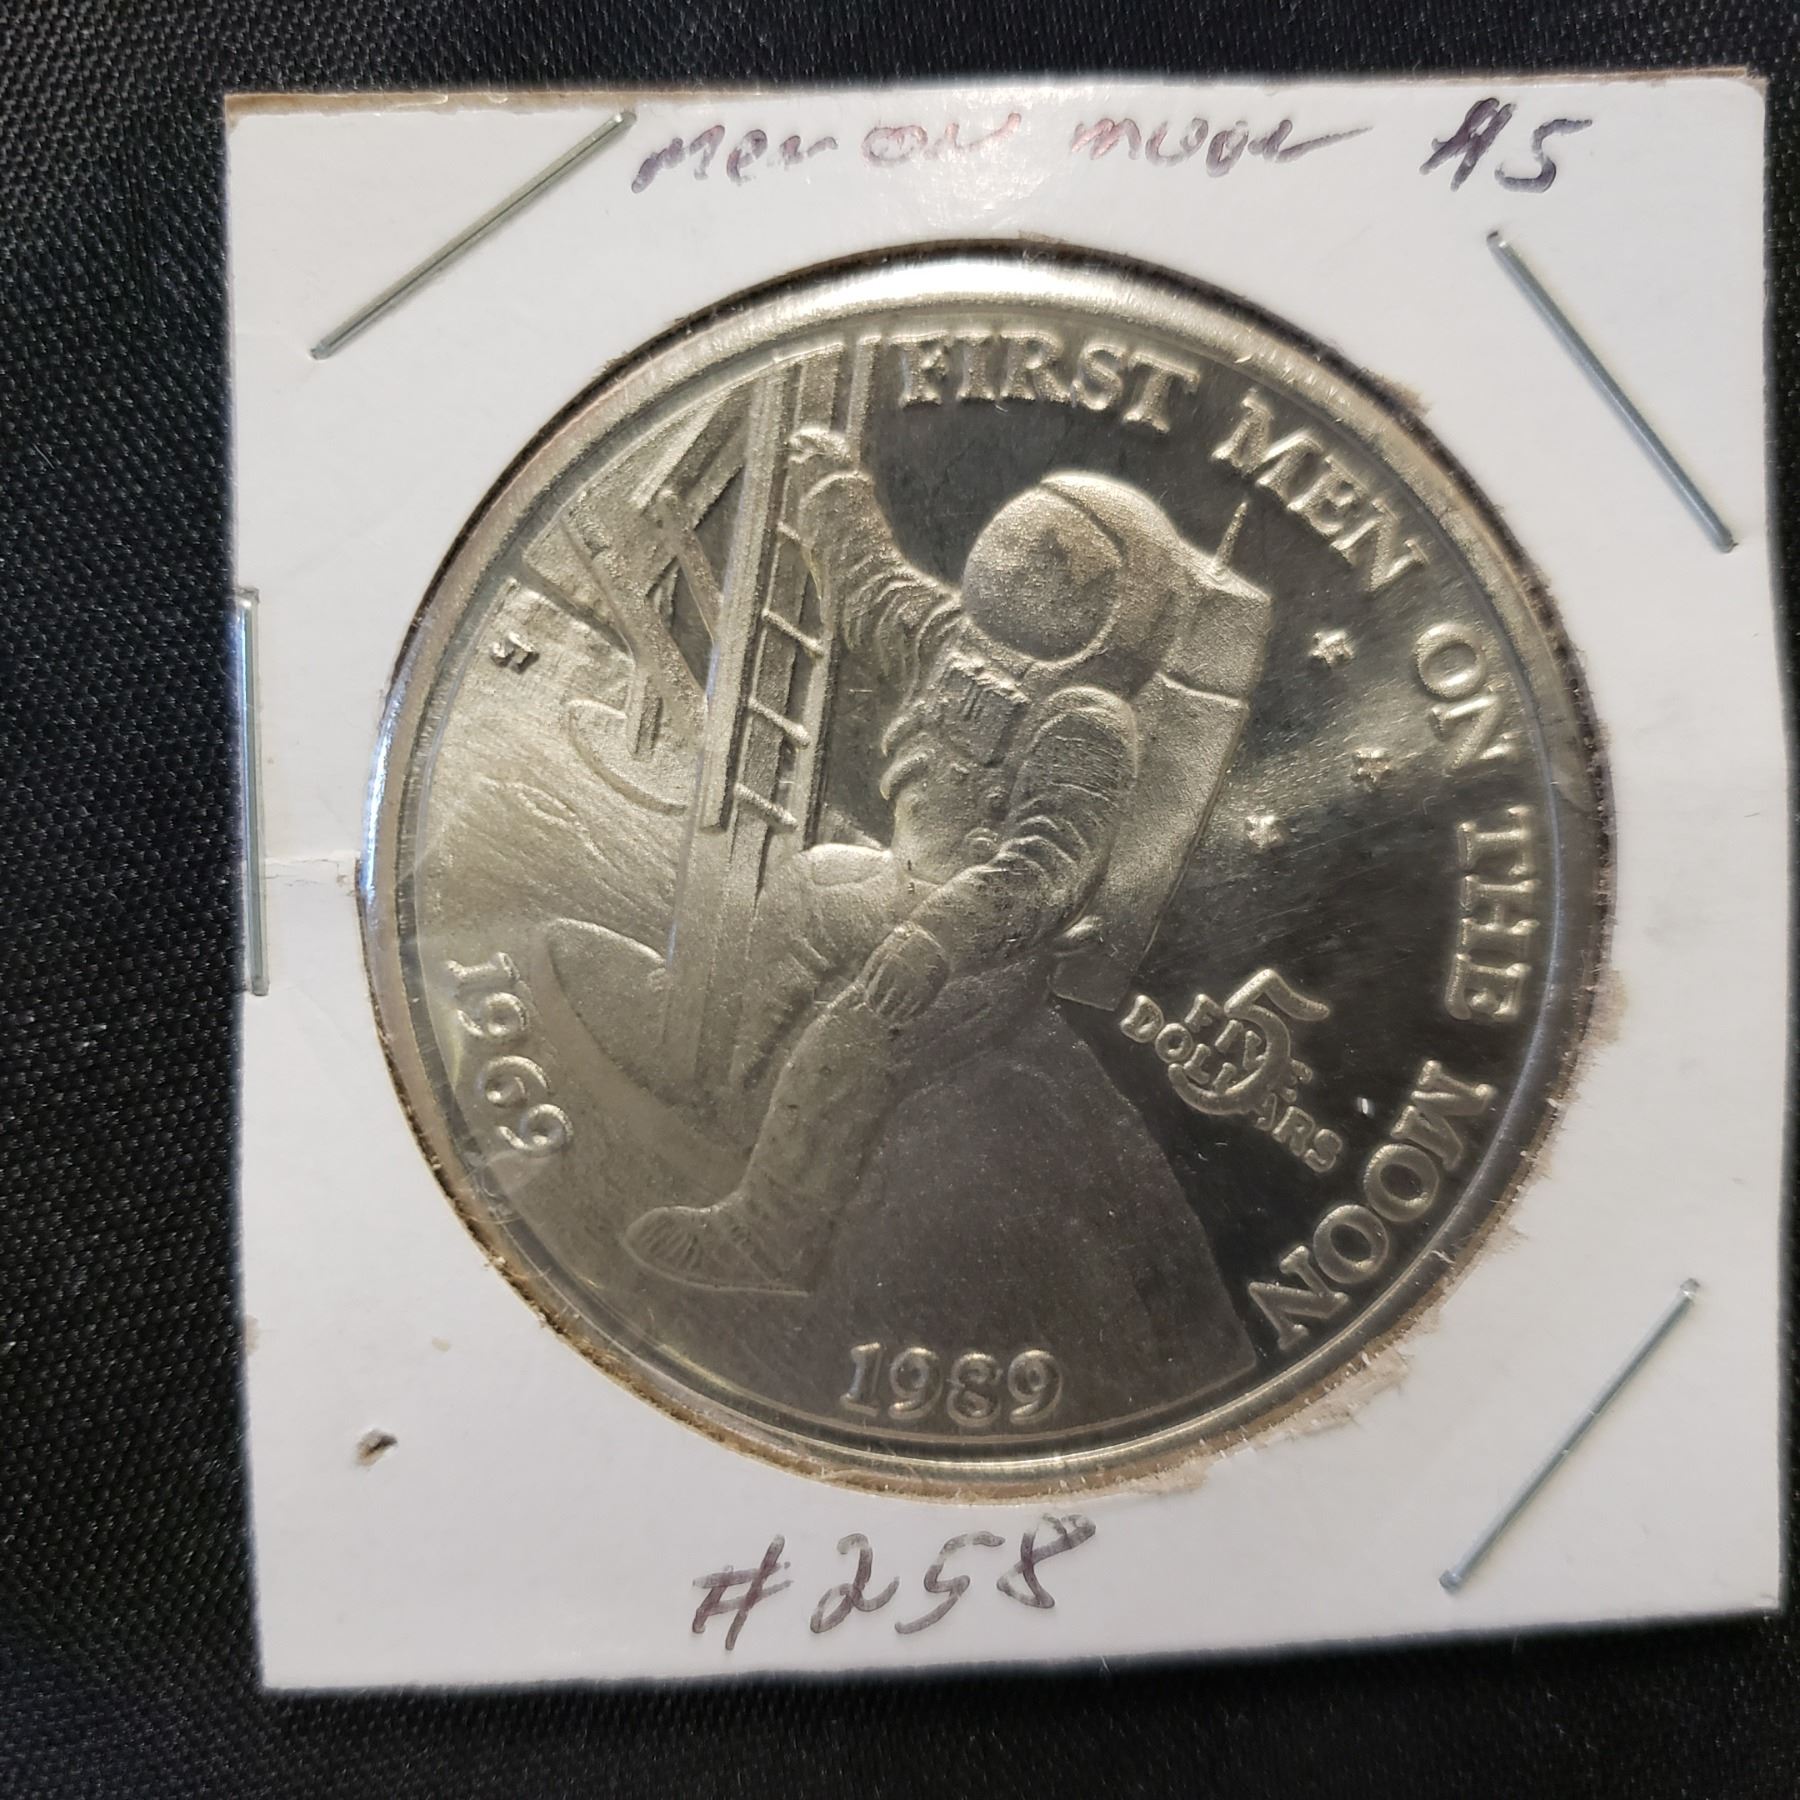 Men on moon $5
FIRST MEN ON THE MOON
5
FIVE
DOLLARS
1969
1989
#258